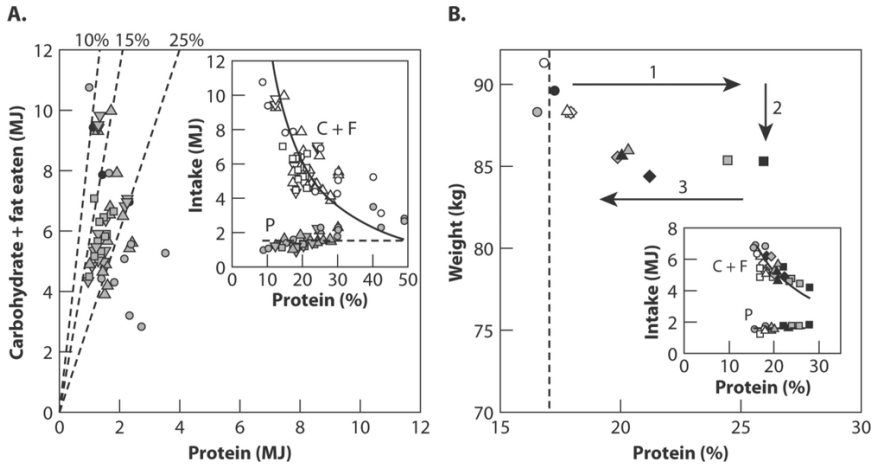 A.
10% 15% 25%
12
10
8
6
4
2
0
Carbohydrate + fat eaten (MJ)
0 2 4 6 8 10 12
Protein (MJ)
12
10
8
6
4
2
0
Intake (MJ)
C + F
P
0 10 20 30 40 50
Protein (%)
B.
90
85
80
75
70
Weight (kg)
1
2
3
15 20 25 30
Protein (%)
8
6
4
2
0
Intake (MJ)
C + F
P
0 10 20 30
Protein (%)